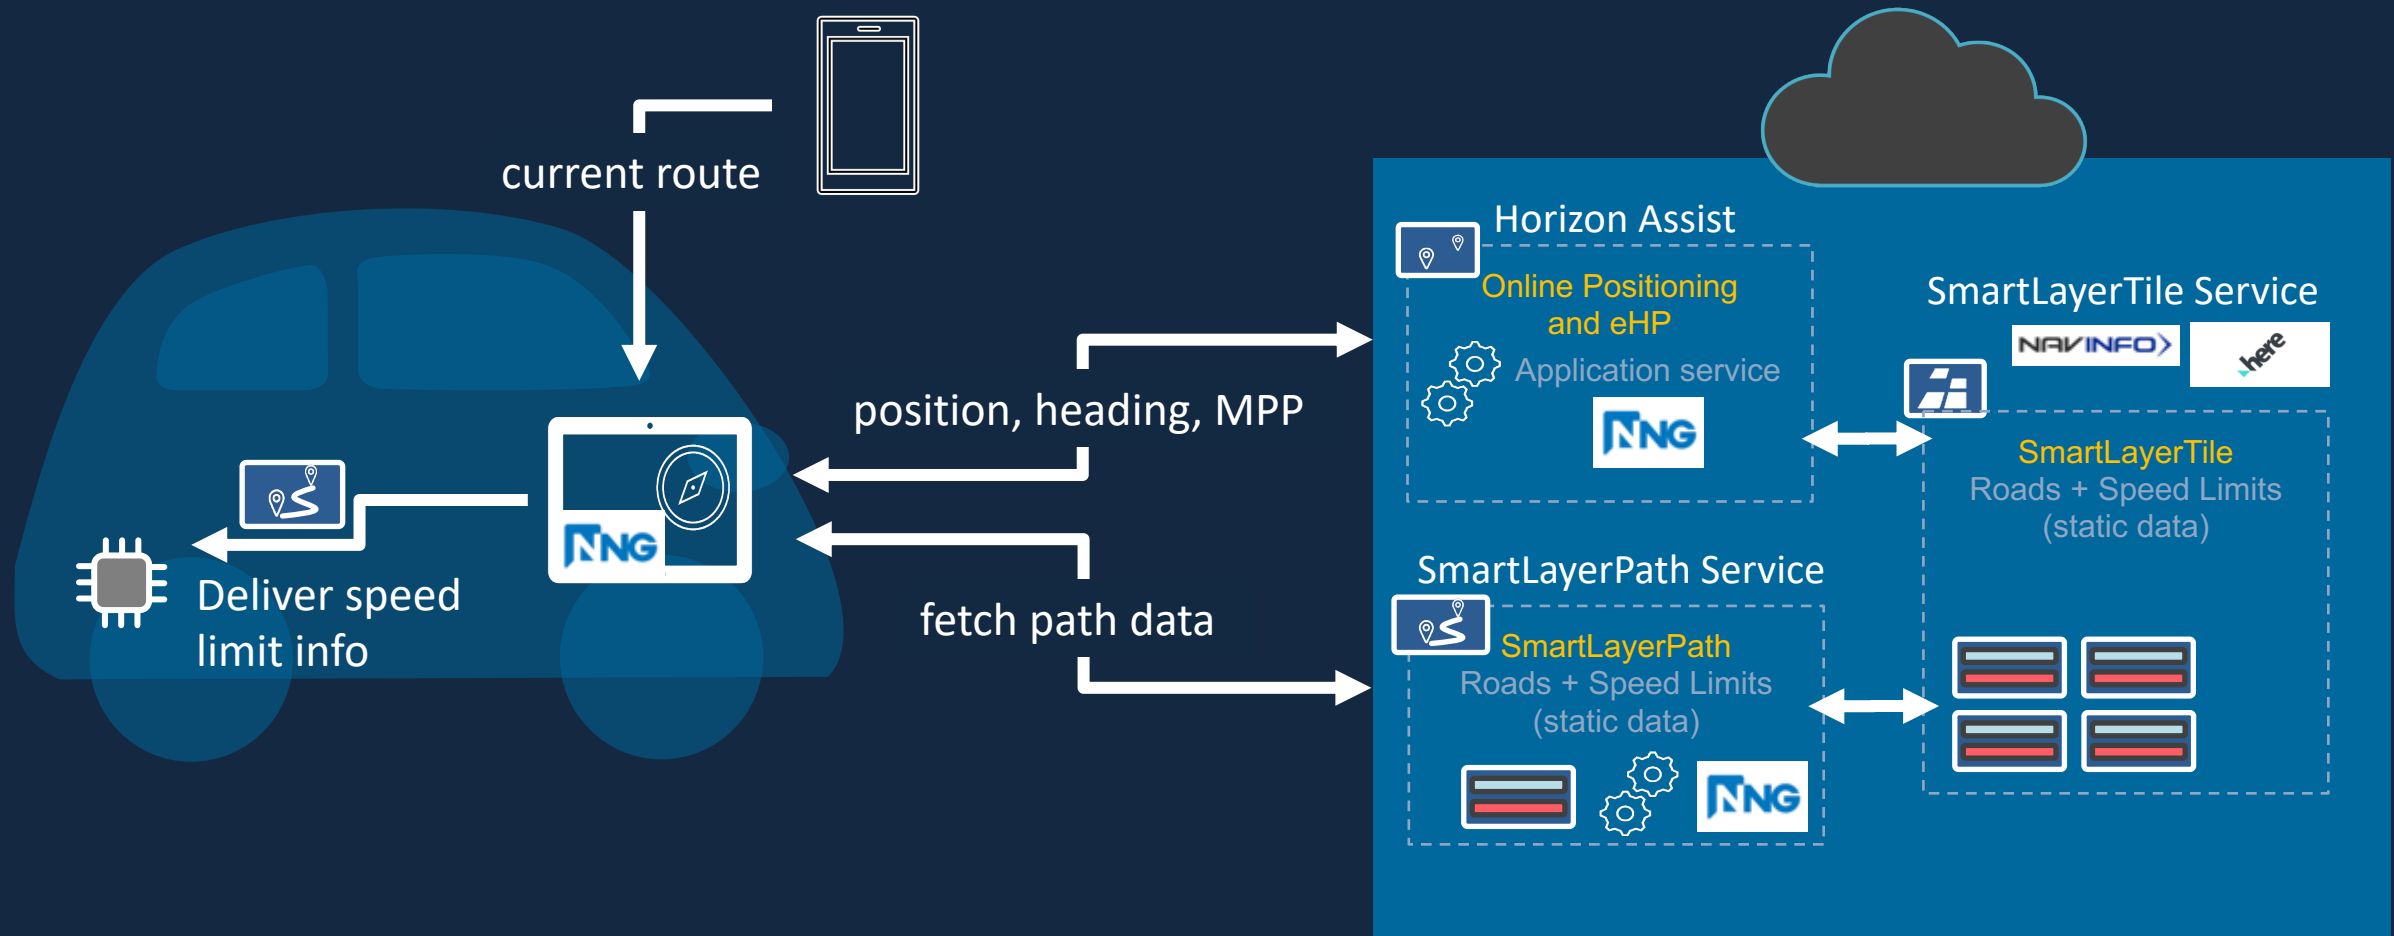 current route
position, heading, MPP
fetch path data
Deliver speed
limit info
NNG
Horizon Assist
Online Positioning
and eHP
Application service
NNG
SmartLayerPath Service
SmartLayerPath
Roads + Speed Limits
(static data)
NNG
SmartLayerTile Service
NAVINFO
here
SmartLayerTile
Roads + Speed Limits
(static data)